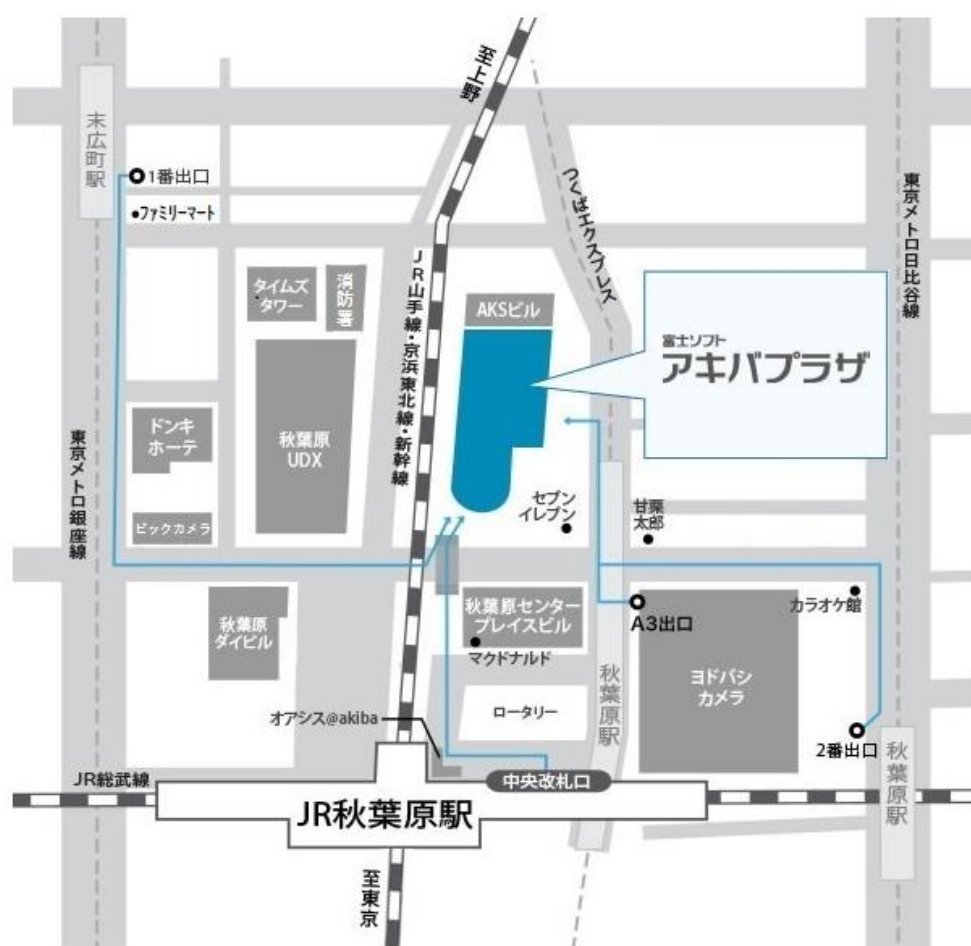 至上野
末広町駅
1番出口
ファミリーマート
つくばエクスプレス
東京メトロ日比谷線
タイムズ
タワー
消防署
JR山手線・京浜東北線・新幹線
AKSビル
富士ソフト
アキバプラザ
ドンキ
ホーテ
秋葉原
UDX
東京メトロ銀座線
ビックカメラ
セブン
イレブン
甘栗
太郎
秋葉原
ダイビル
秋葉原センター
プレイスビル
マクドナルド
A3出口
カラオケ館
ヨドバシ
カメラ
秋葉原駅
オアシス@akiba
ロータリー
2番出口
秋葉原駅
JR総武線
中央改札口
JR秋葉原駅
至東京